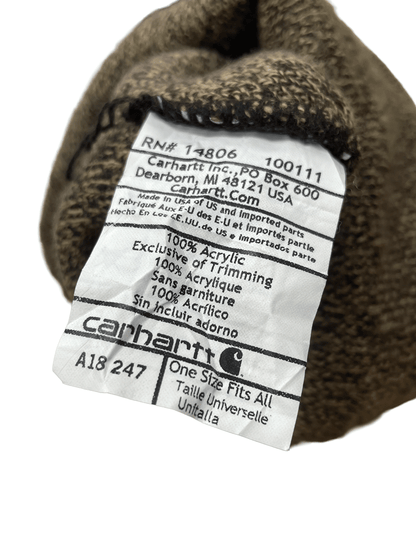 RN# 14806 100111
Carhartt Inc., PO Box 600
Dearborn, MI 48121 USA
Carhartt.Com
Made in USA of US and Imported parts
Fabriqué Aux E-U des E-U et importés partie
Hecho En Los EE.UU.de US e Importados parte
100% Acrylic
Exclusive of Trimming
100% Acrylique
Sans garniture
100% Acrílico
Sin incluir adorno
carhartt
A18 247
One Size Fits All
Taille Universelle
Unitalla